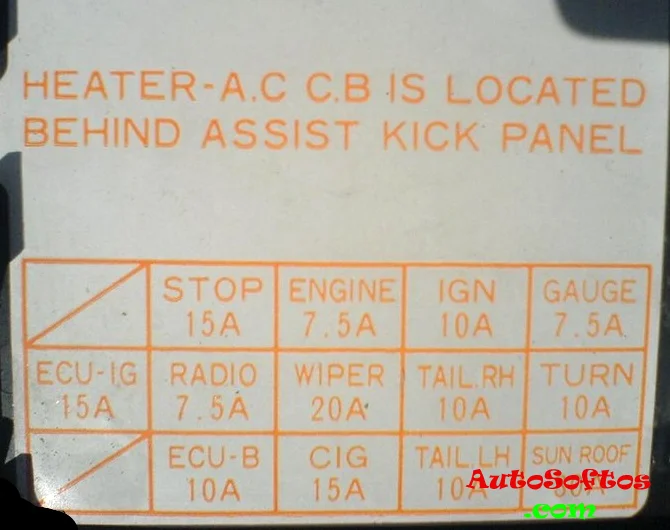 HEATER-A.C C.B IS LOCATED
BEHIND ASSIST KICK PANEL
STOP ENGINE IGN GAUGE
15A 7.5A 10A 7.5A
ECU-IG RADIO WIPER TAIL.RH TURN
15A 7.5A 20A 10A 10A
ECU-B CIG TAIL.LH SUN ROOF
10A 15A 10A
AutoSoftos
.com